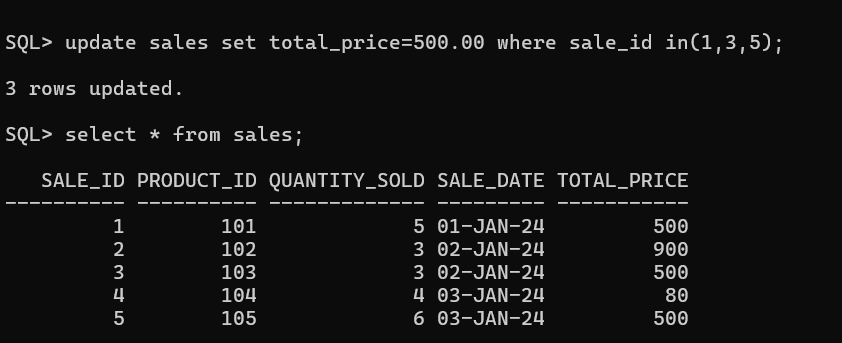 SQL> update sales set total_price=500.00 where sale_id in(1,3,5);
3 rows updated.
SQL> select * from sales;
   SALE_ID PRODUCT_ID QUANTITY_SOLD SALE_DATE TOTAL_PRICE
---------- ---------- ------------- --------- -----------
         1        101             5 01-JAN-24         500
         2        102             3 02-JAN-24         900
         3        103             3 02-JAN-24         500
         4        104             4 03-JAN-24          80
         5        105             6 03-JAN-24         500